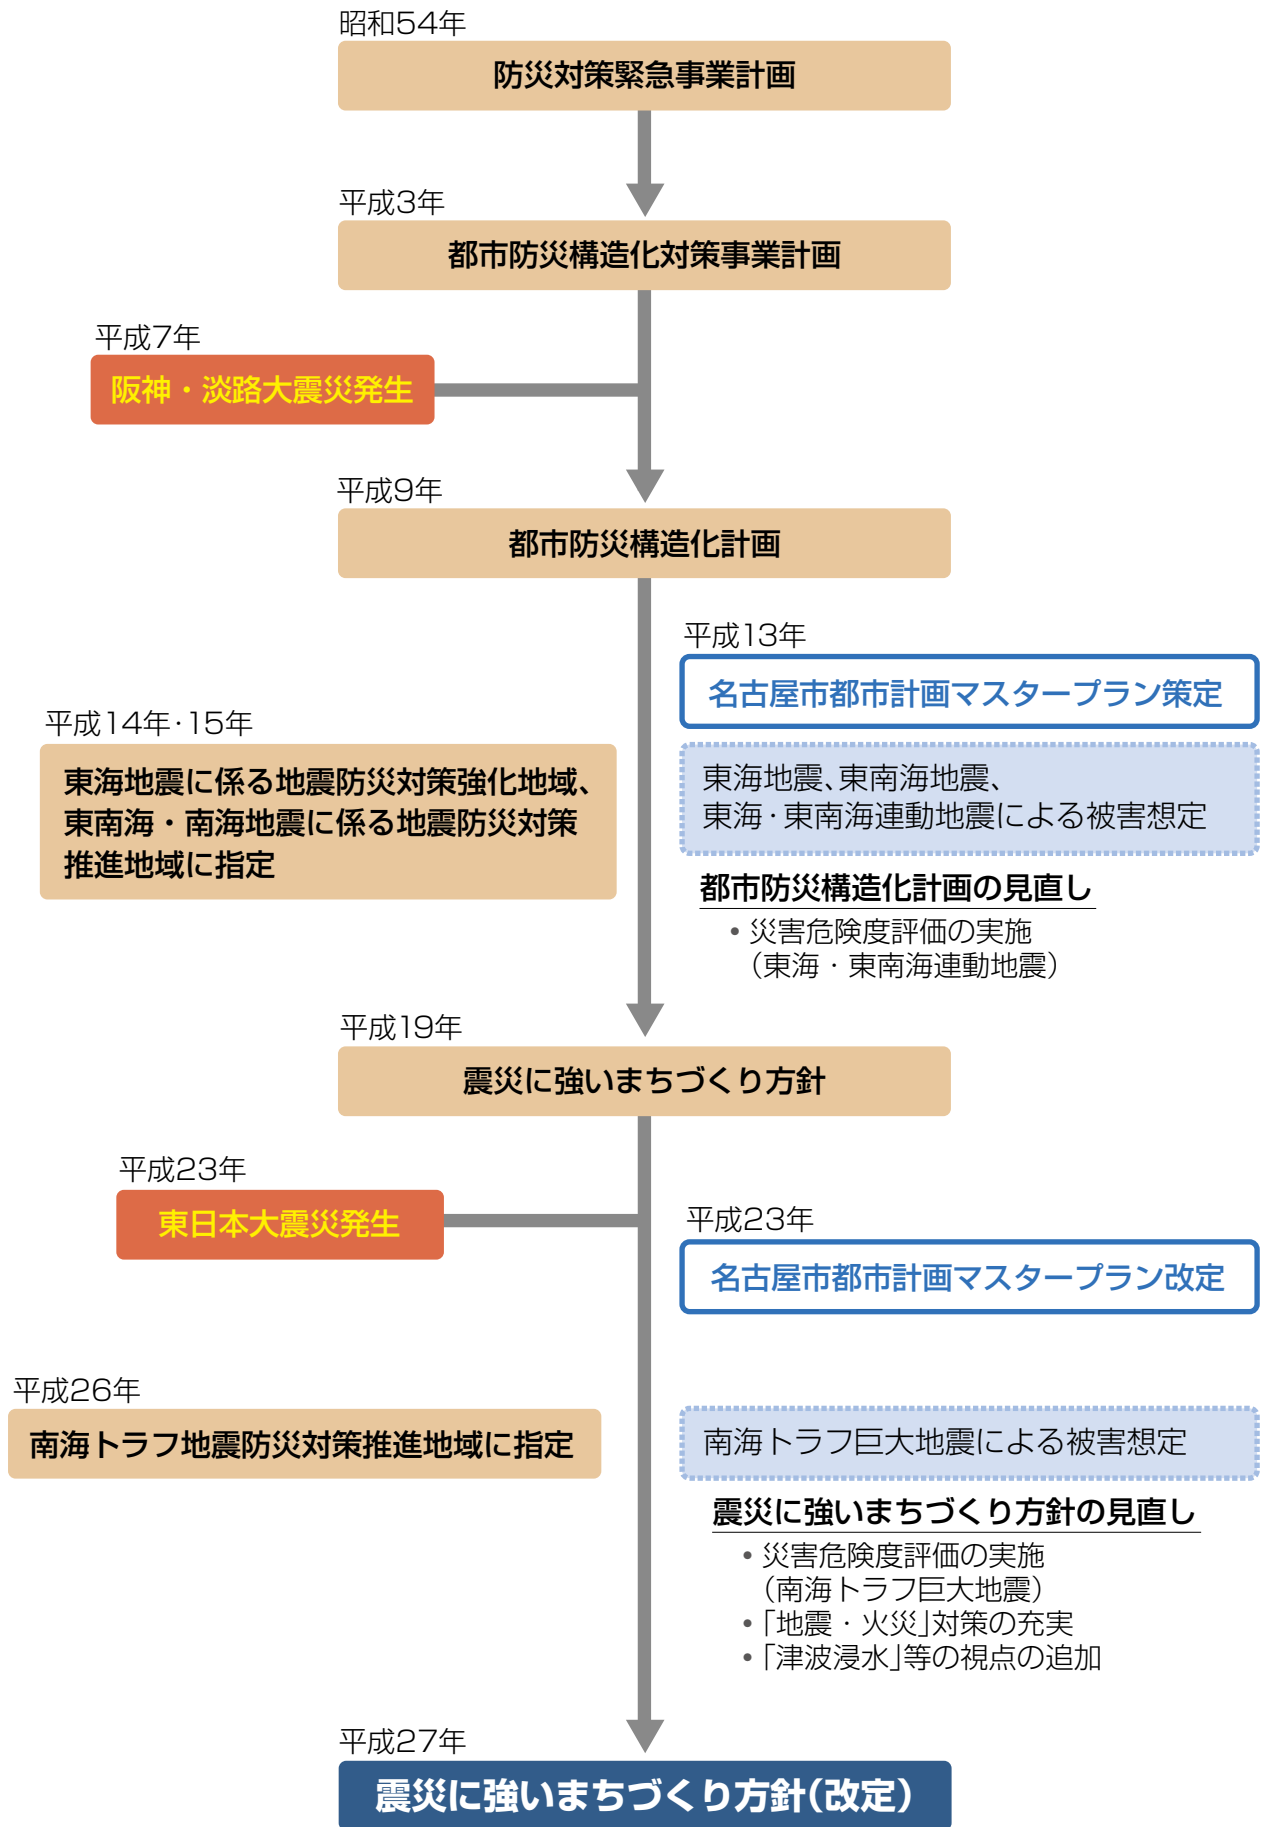 昭和54年
防災対策緊急事業計画
平成3年
都市防災構造化対策事業計画
平成7年
阪神・淡路大震災発生
平成9年
都市防災構造化計画
平成13年
名古屋市都市計画マスタープラン策定
平成14年・15年
東海地震に係る地震防災対策強化地域、
東南海・南海地震に係る地震防災対策
推進地域に指定
東海地震、東南海地震、
東海・東南海連動地震による被害想定
都市防災構造化計画の見直し
• 災害危険度評価の実施
（東海・東南海連動地震）
平成19年
震災に強いまちづくり方針
平成23年
東日本大震災発生
平成23年
名古屋市都市計画マスタープラン改定
平成26年
南海トラフ地震防災対策推進地域に指定
南海トラフ巨大地震による被害想定
震災に強いまちづくり方針の見直し
• 災害危険度評価の実施
（南海トラフ巨大地震）
•「地震・火災」対策の充実
•「津波浸水」等の視点の追加
平成27年
震災に強いまちづくり方針(改定)